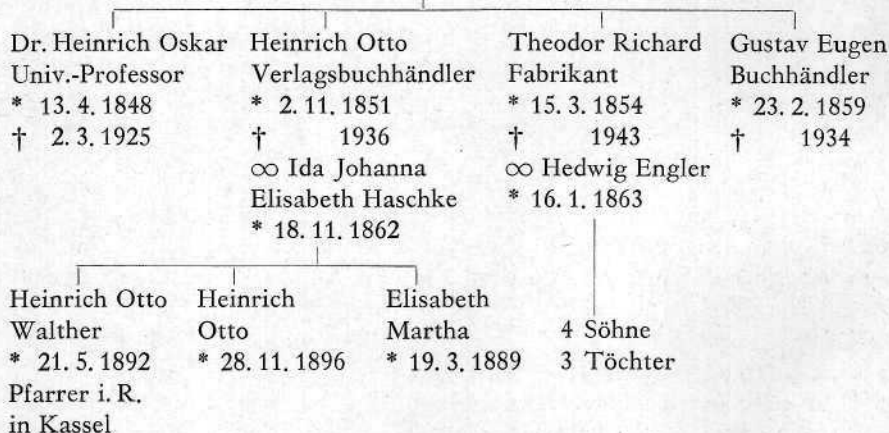 Dr. Heinrich Oskar
Univ.-Professor
* 13. 4. 1848
† 2. 3. 1925
Heinrich Otto
Verlagsbuchhändler
* 2. 11. 1851
† 1936
∞ Ida Johanna
Elisabeth Haschke
* 18. 11. 1862
Theodor Richard
Fabrikant
* 15. 3. 1854
† 1943
∞ Hedwig Engler
* 16. 1. 1863
Gustav Eugen
Buchhändler
* 23. 2. 1859
† 1934
Heinrich Otto
Walther
* 21. 5. 1892
Pfarrer i. R.
in Kassel
Heinrich
Otto
* 28. 11. 1896
Elisabeth
Martha
* 19. 3. 1889
4 Söhne
3 Töchter